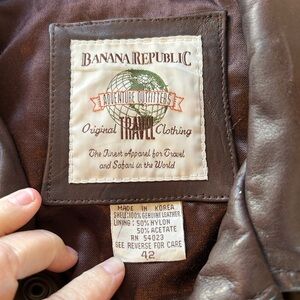 BANANA REPUBLIC
ADVENTURE OUTFITTERS
Original TRAVEL Clothing
The Finest Apparel for Travel
and Safari in the World
MADE IN KOREA
SHELL:100% GENUINE LEATHER
LINING: 50% NYLON
50% ACETATE
RN 54023
SEE REVERSE FOR CARE
42